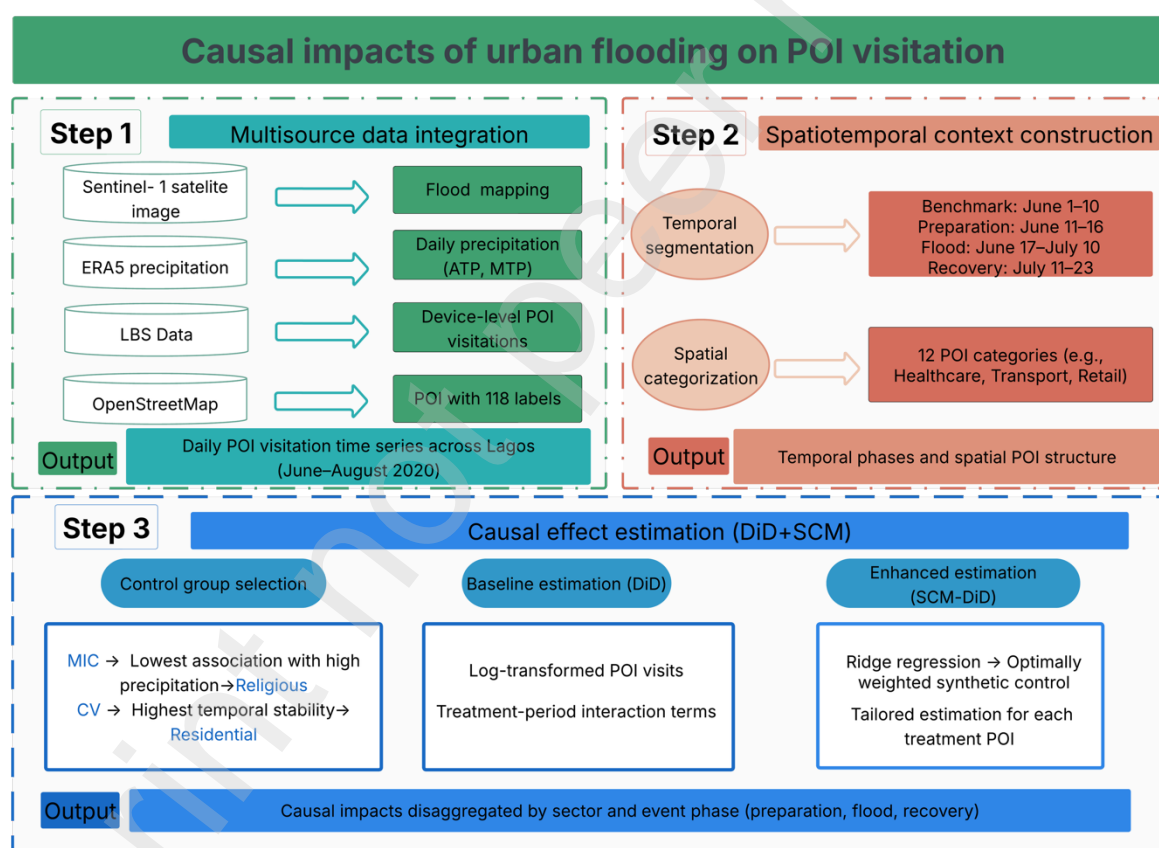 Causal impacts of urban flooding on POI visitation
Step 1
Multisource data integration
Sentinel- 1 satelite
image
Flood mapping
ERA5 precipitation
Daily precipitation
(ATP, MTP)
LBS Data
Device-level POI
visitations
OpenStreetMap
POI with 118 labels
Output
Daily POI visitation time series across Lagos
(June–August 2020)
Step 2
Spatiotemporal context construction
Temporal
segmentation
Benchmark: June 1–10
Preparation: June 11–16
Flood: June 17–July 10
Recovery: July 11–23
Spatial
categorization
12 POI categories (e.g.,
Healthcare, Transport, Retail)
Output
Temporal phases and spatial POI structure
Step 3
Causal effect estimation (DiD+SCM)
Control group selection
MIC → Lowest association with high
precipitation→Religious
CV → Highest temporal stability→
Residential
Baseline estimation (DiD)
Log-transformed POI visits
Treatment-period interaction terms
Enhanced estimation
(SCM-DiD)
Ridge regression → Optimally
weighted synthetic control
Tailored estimation for each
treatment POI
Output
Causal impacts disaggregated by sector and event phase (preparation, flood, recovery)
rint not peer